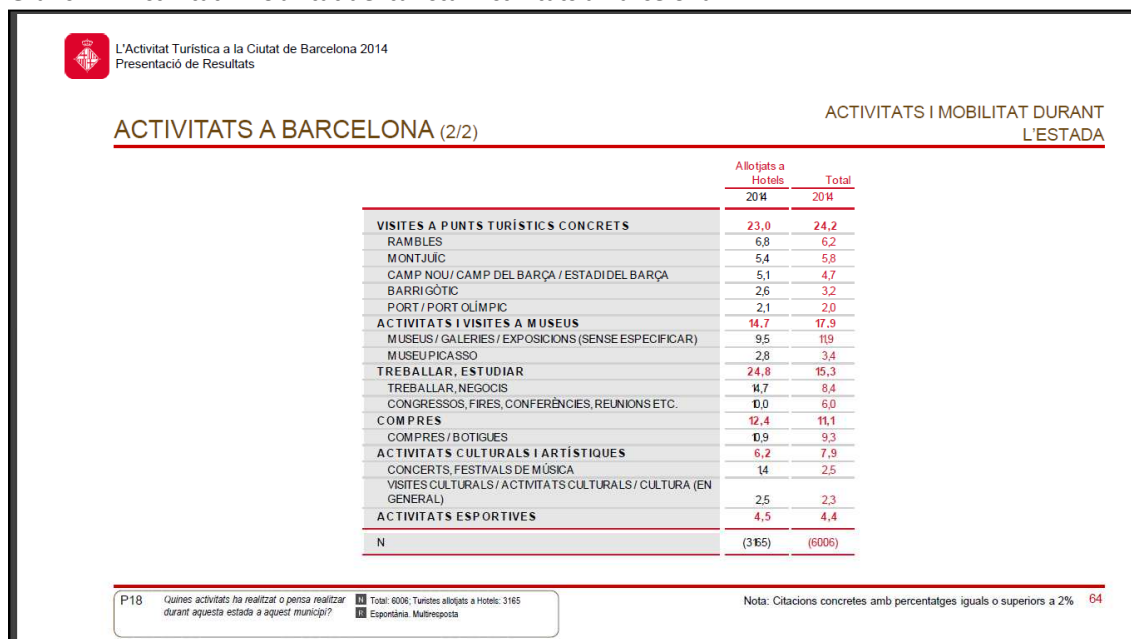 L'Activitat Turística a la Ciutat de Barcelona 2014
Presentació de Resultats
ACTIVITATS A BARCELONA (2/2)
ACTIVITATS I MOBILITAT DURANT
L'ESTADA
Allotjats a
Hotels Total
2014 2014
VISITES A PUNTS TURÍSTICS CONCRETS 23,0 24,2
RAMBLES 6,8 6,2
MONTJUÏC 5,4 5,8
CAMP NOU / CAMP DEL BARÇA / ESTADI DEL BARÇA 5,1 4,7
BARRI GÒTIC 2,6 3,2
PORT / PORT OLÍMPIC 2,1 2,0
ACTIVITATS I VISITES A MUSEUS 14,7 17,9
MUSEUS / GALERIES / EXPOSICIONS (SENSE ESPECIFICAR) 9,5 11,9
MUSEU PICASSO 2,8 3,4
TREBALLAR, ESTUDIAR 24,8 15,3
TREBALLAR, NEGOCIS 14,7 8,4
CONGRESSOS, FIRES, CONFERÈNCIES, REUNIONS ETC. 10,0 6,0
COMPRES 12,4 11,1
COMPRES / BOTIGUES 10,9 9,3
ACTIVITATS CULTURALS I ARTÍSTIQUES 6,2 7,9
CONCERTS, FESTIVALS DE MÚSICA 1,4 2,5
VISITES CULTURALS / ACTIVITATS CULTURALS / CULTURA (EN
GENERAL) 2,5 2,3
ACTIVITATS ESPORTIVES 4,5 4,4
N (3165) (6006)
P18 Quines activitats ha realitzat o pensa realitzar
durant aquesta estada a aquest municipi?
N Total: 6006; Turistes allotjats a Hotels: 3165
R Espontània. Multiresposta
Nota: Citacions concretes amb percentatges iguals o superiors a 2% 64